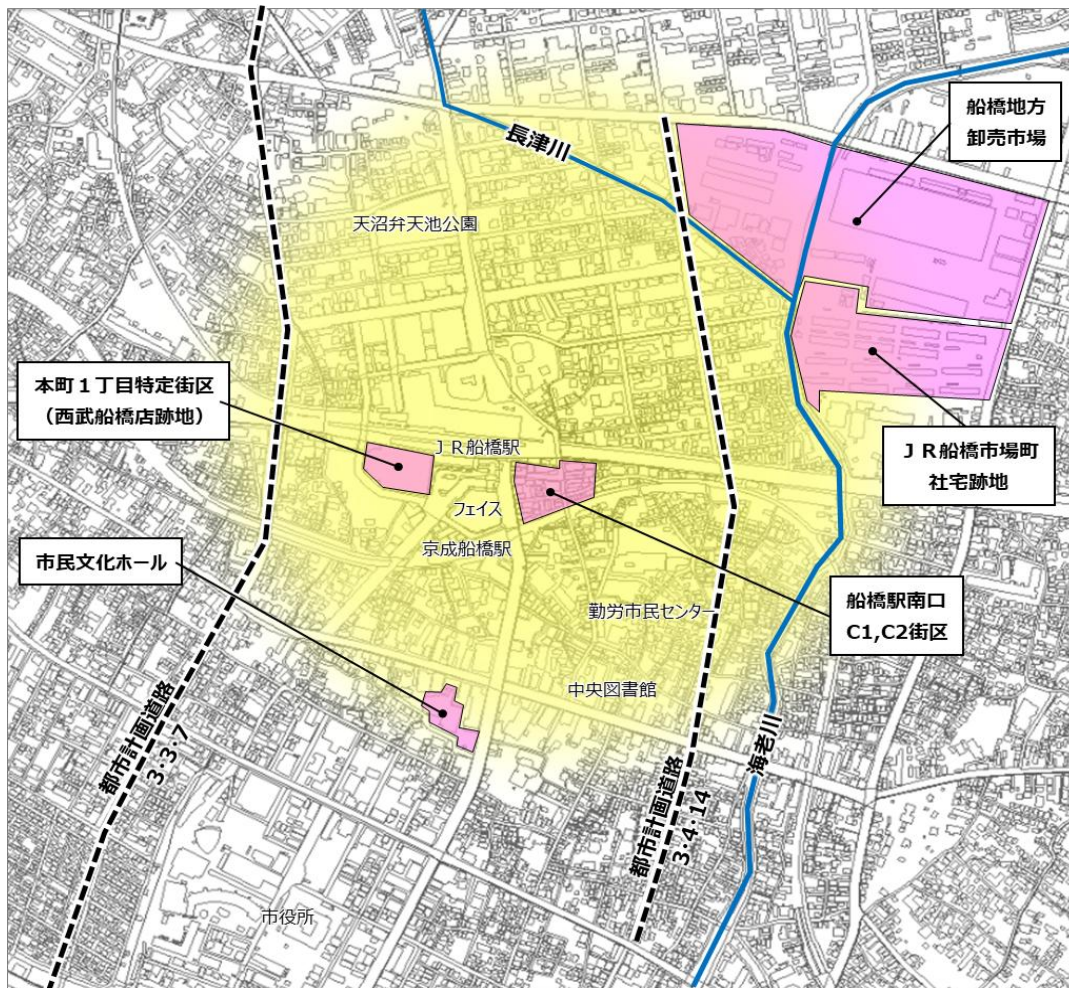 船橋地方
卸売市場
長津川
天沼弁天池公園
本町１丁目特定街区
（西武船橋店跡地）
ＪＲ船橋駅
ＪＲ船橋市場町
社宅跡地
フェイス
京成船橋駅
市民文化ホール
船橋駅南口
C1,C2街区
勤労市民センター
中央図書館
都市計画道路
3・3・7
都市計画道路
3・4・14
海老川
市役所